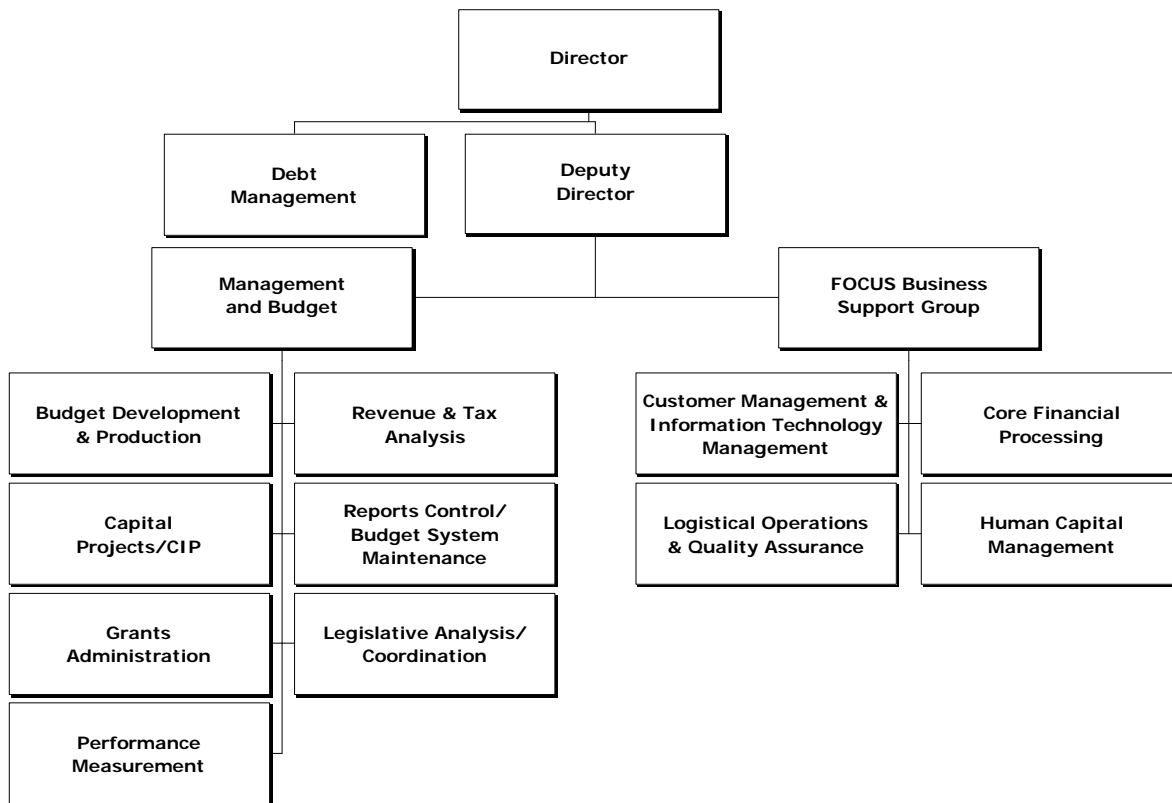 Director
Debt
Management
Deputy
Director
Management
and Budget
FOCUS Business
Support Group
Budget Development
& Production
Revenue & Tax
Analysis
Customer Management &
Information Technology
Management
Core Financial
Processing
Capital
Projects/CIP
Reports Control/
Budget System
Maintenance
Logistical Operations
& Quality Assurance
Human Capital
Management
Grants
Administration
Legislative Analysis/
Coordination
Performance
Measurement